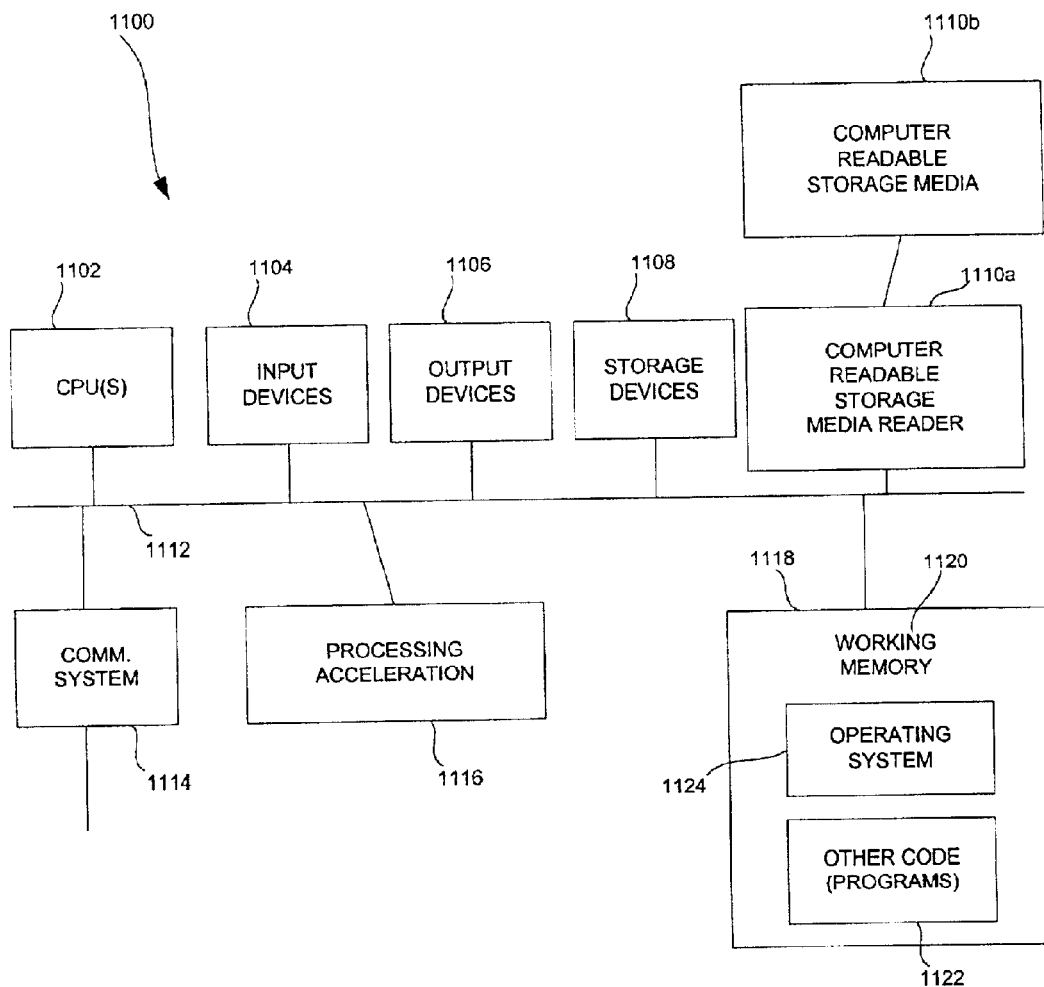 1100
1110b
COMPUTER
READABLE
STORAGE MEDIA
1102
1104
1106
1108
1110a
CPU(S)
INPUT
DEVICES
OUTPUT
DEVICES
STORAGE
DEVICES
COMPUTER
READABLE
STORAGE
MEDIA READER
1112
1118
1120
COMM.
SYSTEM
PROCESSING
ACCELERATION
WORKING
MEMORY
1114
1116
1124
OPERATING
SYSTEM
OTHER CODE
(PROGRAMS)
1122